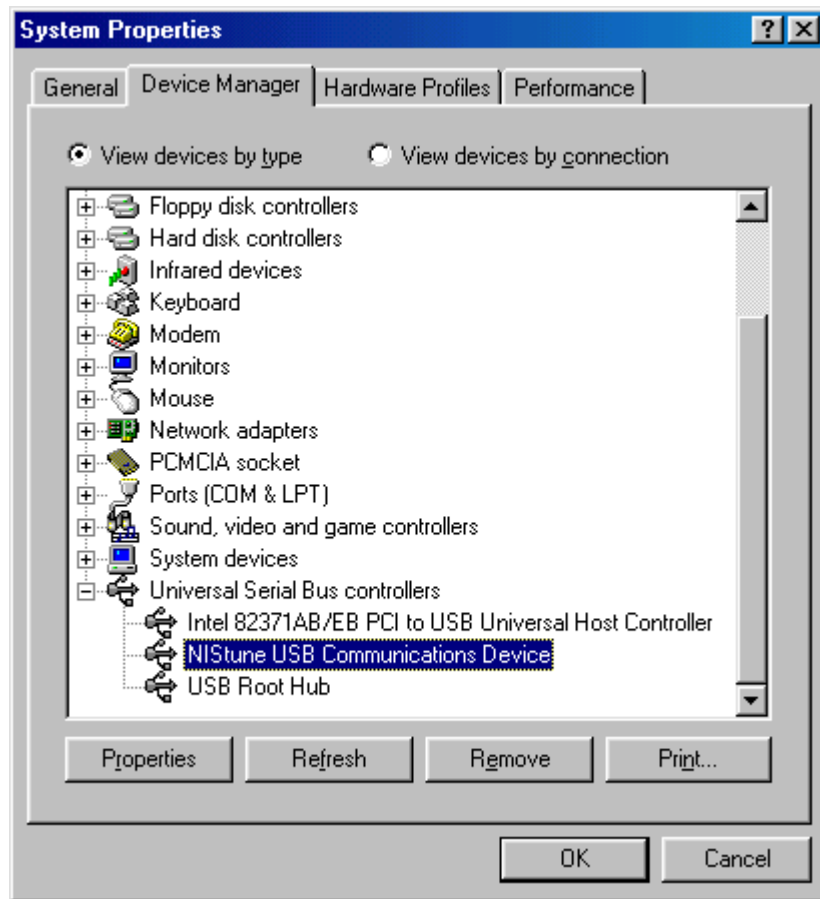 System Properties
General Device Manager Hardware Profiles Performance
View devices by type View devices by connection
Floppy disk controllers
Hard disk controllers
Infrared devices
Keyboard
Modem
Monitors
Mouse
Network adapters
PCMCIA socket
Ports (COM & LPT)
Sound, video and game controllers
System devices
Universal Serial Bus controllers
Intel 82371AB/EB PCI to USB Universal Host Controller
NIStune USB Communications Device
USB Root Hub
Properties Refresh Remove Print...
OK Cancel